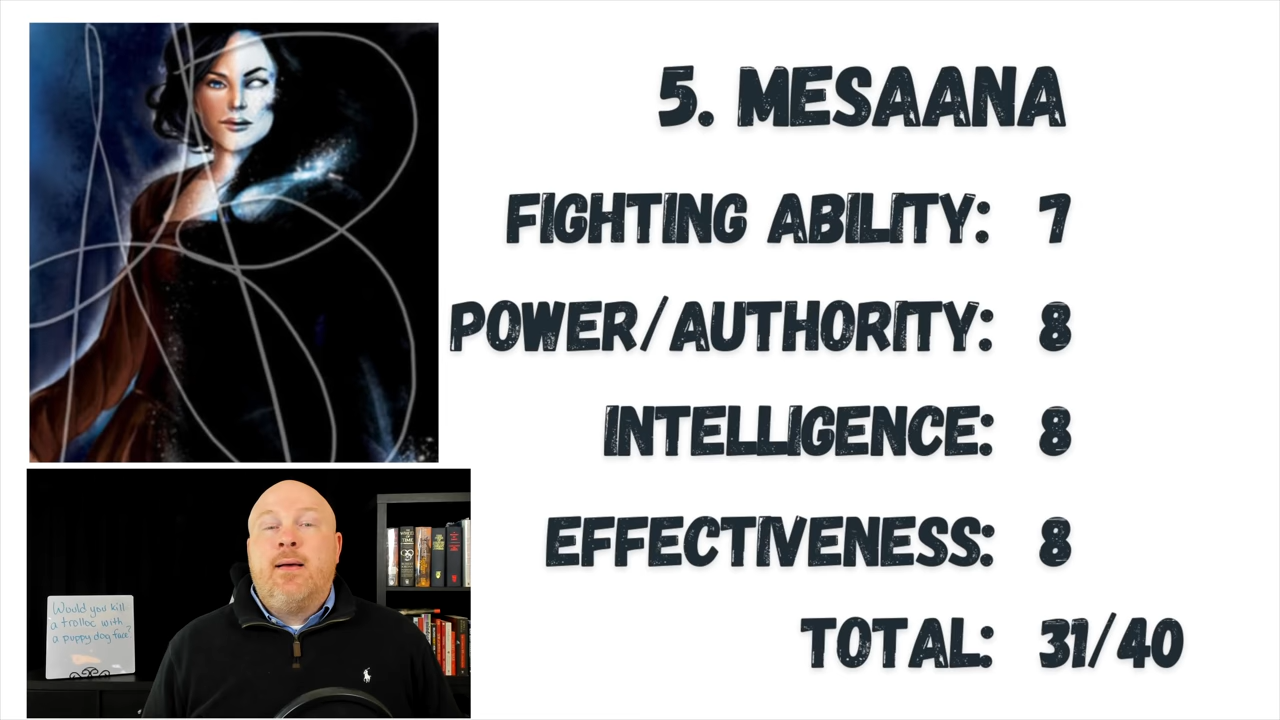 5. MESAANA
FIGHTING ABILITY: 7
POWER/AUTHORITY: 8
INTELLIGENCE: 8
EFFECTIVENESS: 8
TOTAL: 31/40
Would you kill
a trolloc with
a puppy dog face?